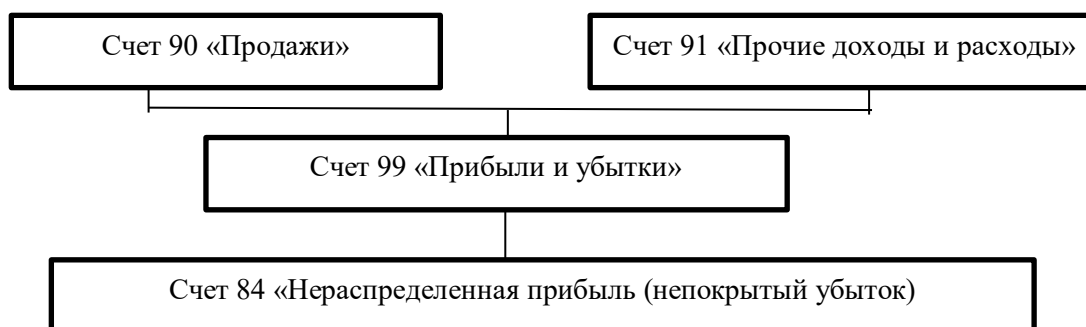 Счет 90 «Продажи»
Счет 91 «Прочие доходы и расходы»
Счет 99 «Прибыли и убытки»
Счет 84 «Нераспределенная прибыль (непокрытый убыток)